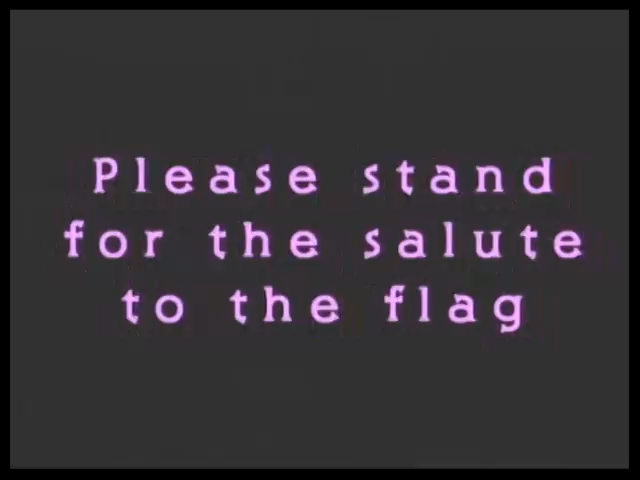 Please stand
for the salute
to the flag